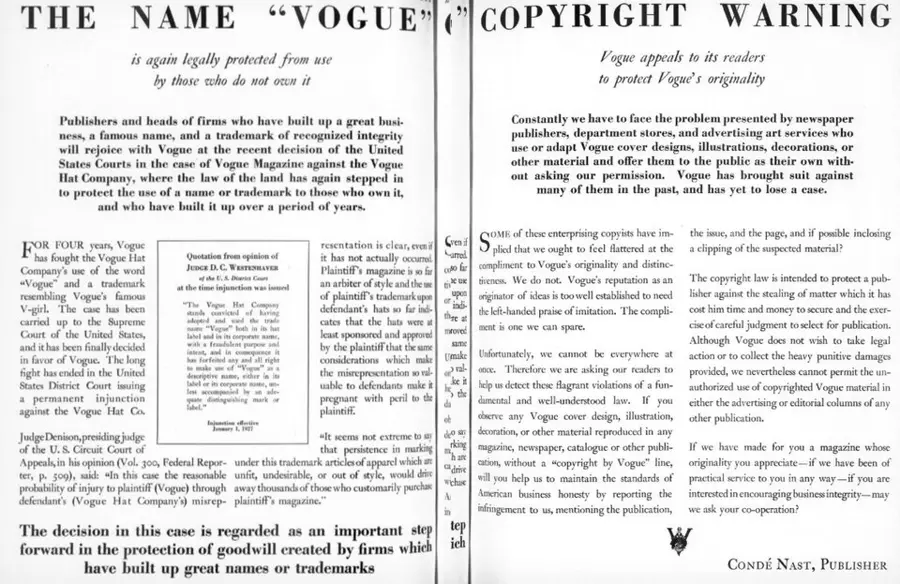 THE NAME "VOGUE"
is again legally protected from use
by those who do not own it
Publishers and heads of firms who have built up a great busi-
ness, a famous name, and a trademark of recognized integrity
will rejoice with Vogue at the recent decision of the United
States Courts in the case of Vogue Magazine against the Vogue
Hat Company, where the law of the land has again stepped in
to protect the use of a name or trademark to those who own it,
and who have built it up over a period of years.
FOR FOUR years, Vogue
has fought the Vogue Hat
Company's use of the word
"Vogue" and a trademark
resembling Vogue's famous
V-girl. The case has been
carried up to the Supreme
Court of the United States,
and it has been finally decided
in favor of Vogue. The long
fight has ended in the United
States District Court issuing
a permanent injunction
against the Vogue Hat Co.
Judge Denison, presiding judge
of the U. S. Circuit Court of
Appeals, in his opinion (Vol. 300, Federal Repor-
ter, p. 509), said: "In this case the reasonable
probability of injury to plaintiff (Vogue) through
defendant's (Vogue Hat Company's) misrep-
Quotation from opinion of
JUDGE D. C. WESTENHAVER
of the U. S. District Court
at the time injunction was issued
"The Vogue Hat Company
stands convicted of having
adopted and used the trade
name "Vogue" both in its hat
label and in its corporate name,
with a fraudulent purpose and
intent, and in consequence it
has forfeited any and all right
to make use of "Vogue" as a
descriptive name, either in its
label or its corporate name, un-
less accompanied by an ade-
quate distinguishing mark or
label."
Injunction effective
January 1, 1927
resentation is clear, even if
it has not actually occurred.
Plaintiff's magazine is so far
an arbiter of style and the use
of plaintiff's trademark upon
defendant's hats so far indi-
cates that the hats were at
least sponsored and approved
by the plaintiff that the same
considerations which make
the misrepresentation so val-
uable to defendants make it
pregnant with peril to the
plaintiff.
"It seems not extreme to say
that persistence in marking
under this trademark articles of apparel which are
unfit, undesirable, or out of style, would drive
away thousands of those who customarily purchase
plaintiff's magazine."
The decision in this case is regarded as an important step
forward in the protection of goodwill created by firms which
have built up great names or trademarks
COPYRIGHT WARNING
Vogue appeals to its readers
to protect Vogue's originality
Constantly we have to face the problem presented by newspaper
publishers, department stores, and advertising art services who
use or adapt Vogue cover designs, illustrations, decorations, or
other material and offer them to the public as their own with-
out asking our permission. Vogue has brought suit against
many of them in the past, and has yet to lose a case.
SOME of these enterprising copyists have im-
plied that we ought to feel flattered at the
compliment to Vogue's originality and distinc-
tiveness. We do not. Vogue's reputation as an
originator of ideas is too well established to need
the left-handed praise of imitation. The compli-
ment is one we can spare.
Unfortunately, we cannot be everywhere at
once. Therefore we are asking our readers to
help us detect these flagrant violations of a fun-
damental and well-understood law. If you
observe any Vogue cover design, illustration,
decoration, or other material reproduced in any
magazine, newspaper, catalogue or other publi-
cation, without a "copyright by Vogue" line,
will you help us to maintain the standards of
American business honesty by reporting the
infringement to us, mentioning the publication,
the issue, and the page, and if possible inclosing
a clipping of the suspected material?
The copyright law is intended to protect a pub-
lisher against the stealing of matter which it has
cost him time and money to secure and the exer-
cise of careful judgment to select for publication.
Although Vogue does not wish to take legal
action or to collect the heavy punitive damages
provided, we nevertheless cannot permit the un-
authorized use of copyrighted Vogue material in
either the advertising or editorial columns of any
other publication.
If we have made for you a magazine whose
originality you appreciate—if we have been of
practical service to you in any way—if you are
interested in encouraging business integrity—may
we ask your co-operation?
CONDÉ NAST, PUBLISHER